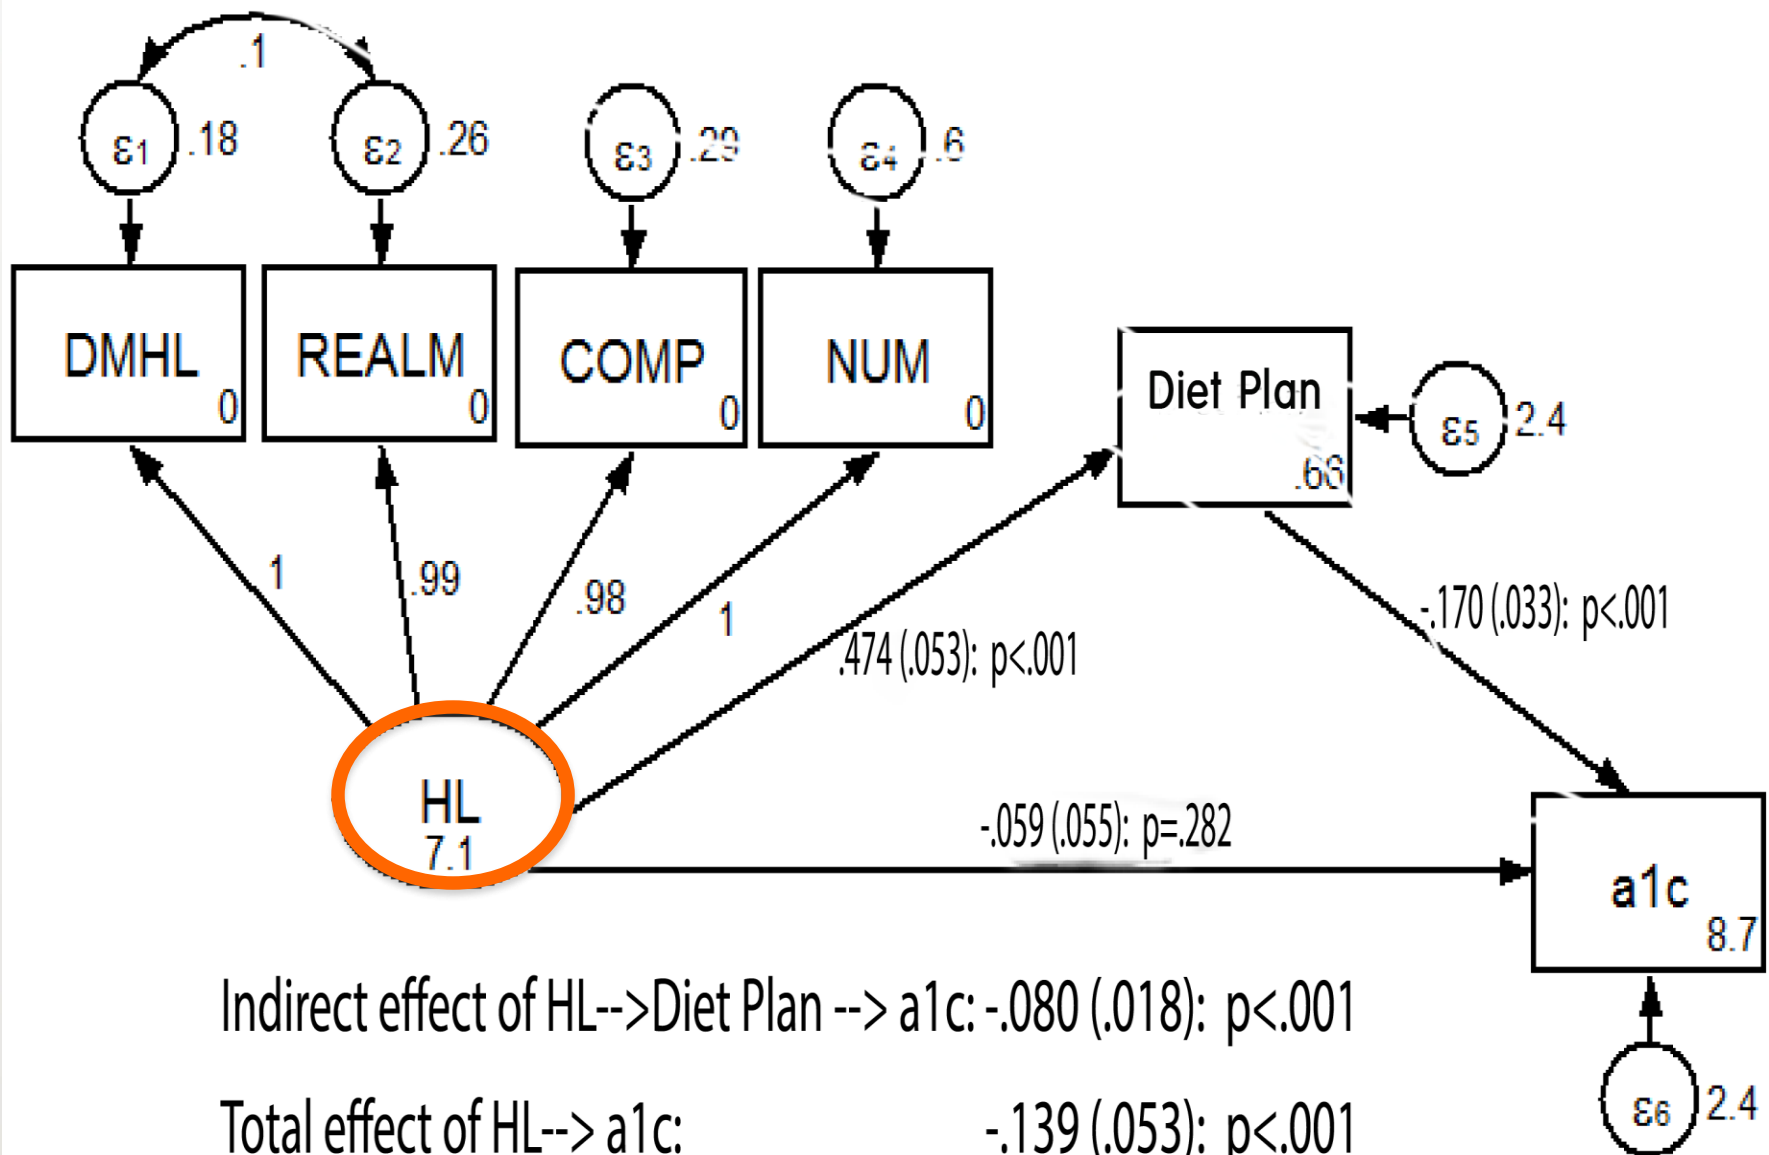 .1
ε1 .18 ε2 .26 ε3 .29 ε4 .6
DMHL 0 REALM 0 COMP 0 NUM 0
Diet Plan .66 ε5 2.4
1 .99 .98 1
-.170 (.033): p<.001
.474 (.053): p<.001
HL
7.1
-.059 (.055): p=.282
a1c
8.7
Indirect effect of HL-->Diet Plan --> a1c: -.080 (.018): p<.001
Total effect of HL--> a1c: -.139 (.053): p<.001
ε6 2.4